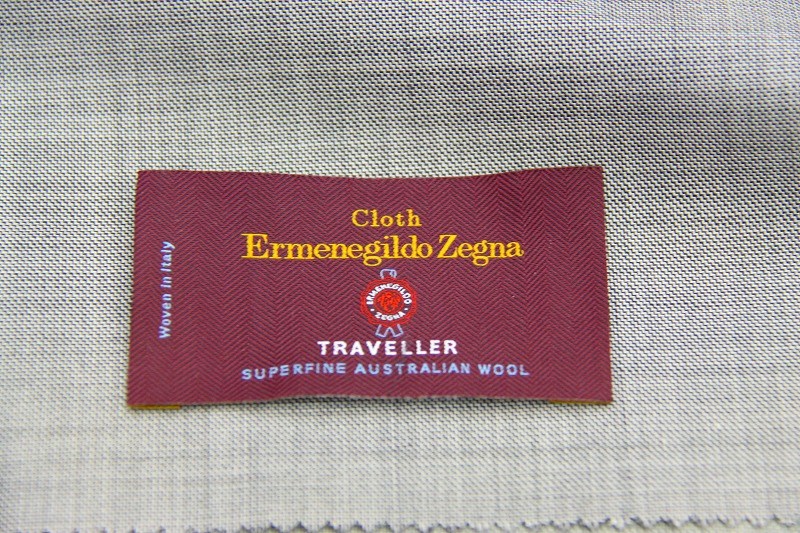 Cloth
Ermenegildo Zegna
Woven in Italy
ERMENEGILDO
ZEGNA
TRAVELLER
SUPERFINE AUSTRALIAN WOOL